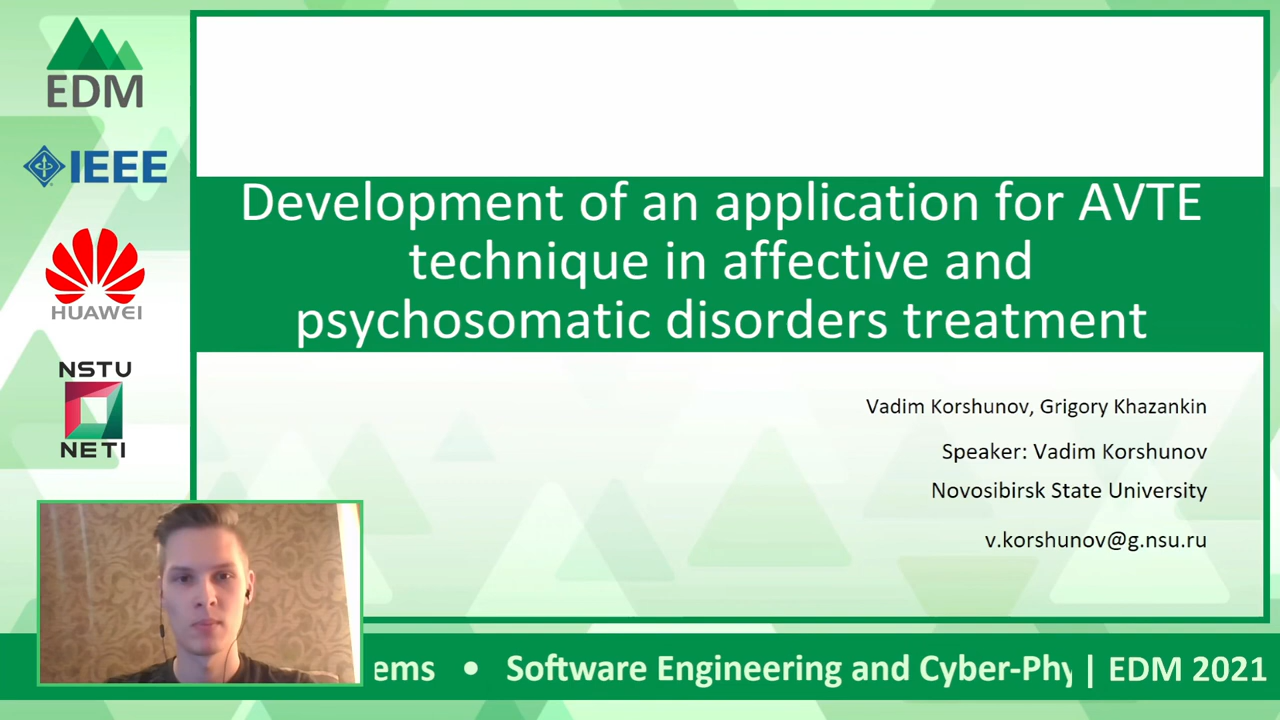 EDM
IEEE
HUAWEI
NSTU
NETI
Development of an application for AVTE
technique in affective and
psychosomatic disorders treatment
Vadim Korshunov, Grigory Khazankin
Speaker: Vadim Korshunov
Novosibirsk State University
v.korshunov@g.nsu.ru
ems • Software Engineering and Cyber-Phy | EDM 2021